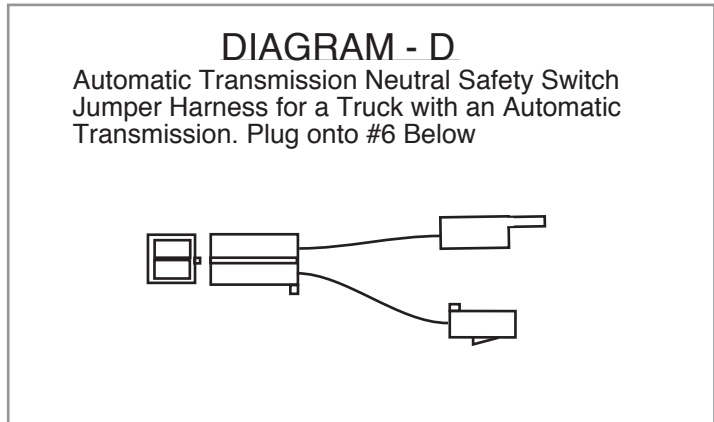 DIAGRAM - D
Automatic Transmission Neutral Safety Switch
Jumper Harness for a Truck with an Automatic
Transmission. Plug onto #6 Below